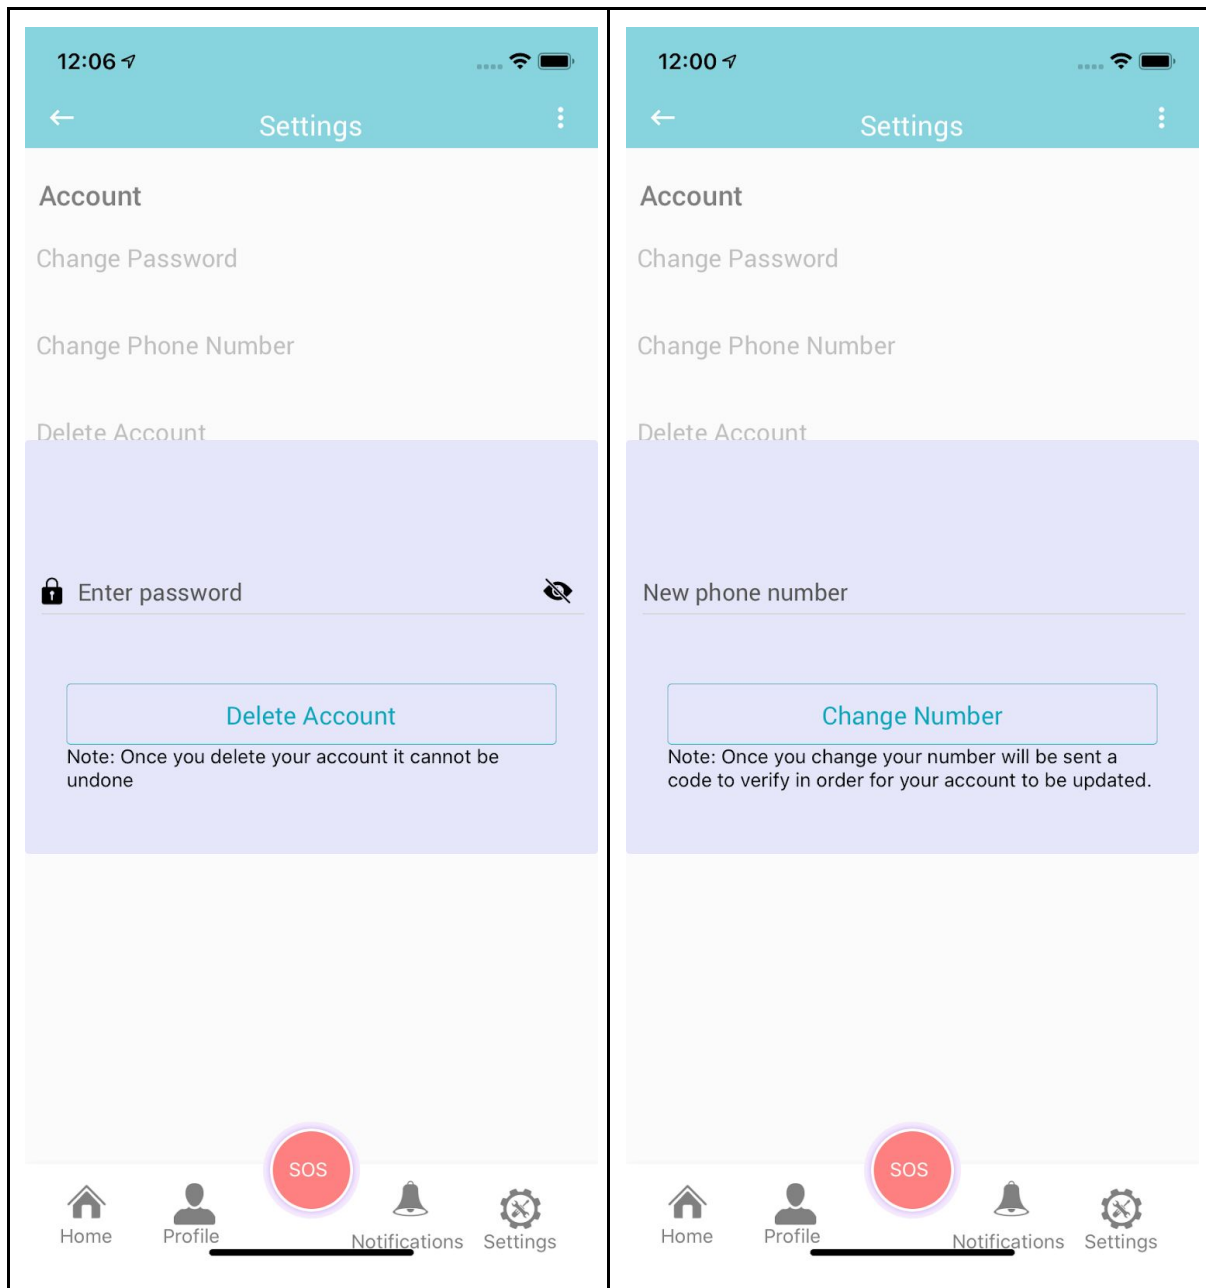 12:06
Settings
Account
Change Password
Change Phone Number
Delete Account
Enter password
Delete Account
Note: Once you delete your account it cannot be
undone
SOS
Home
Profile
Notifications
Settings
12:00
Settings
Account
Change Password
Change Phone Number
Delete Account
New phone number
Change Number
Note: Once you change your number will be sent a
code to verify in order for your account to be updated.
SOS
Home
Profile
Notifications
Settings